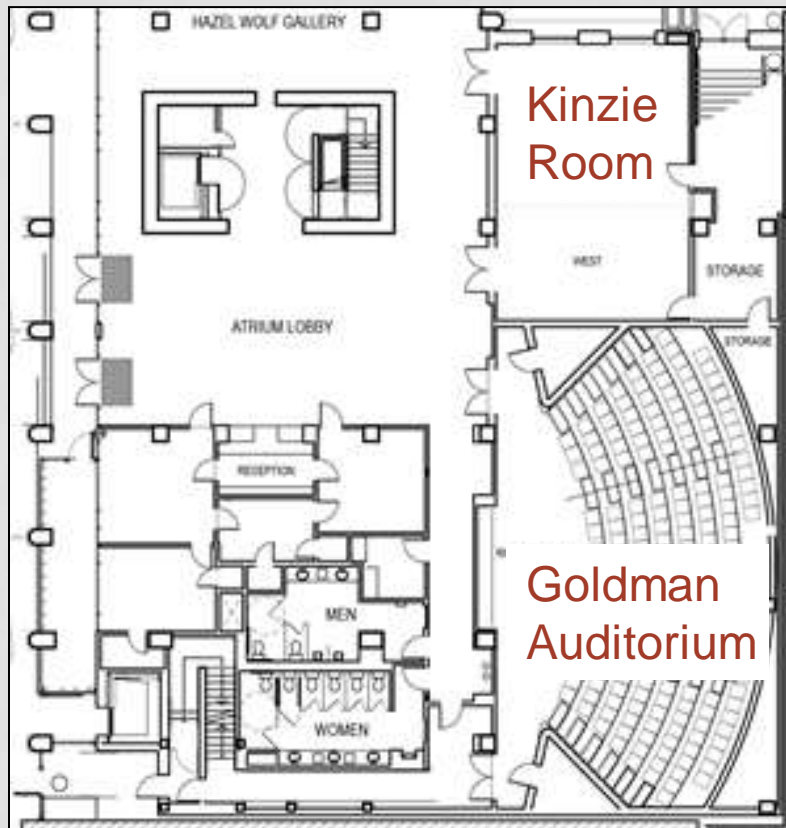 HAZEL WOLF GALLERY
Kinzie
Room
WEST
STORAGE
ATRIUM LOBBY
STORAGE
RECEPTION
Goldman
Auditorium
MEN
WOMEN